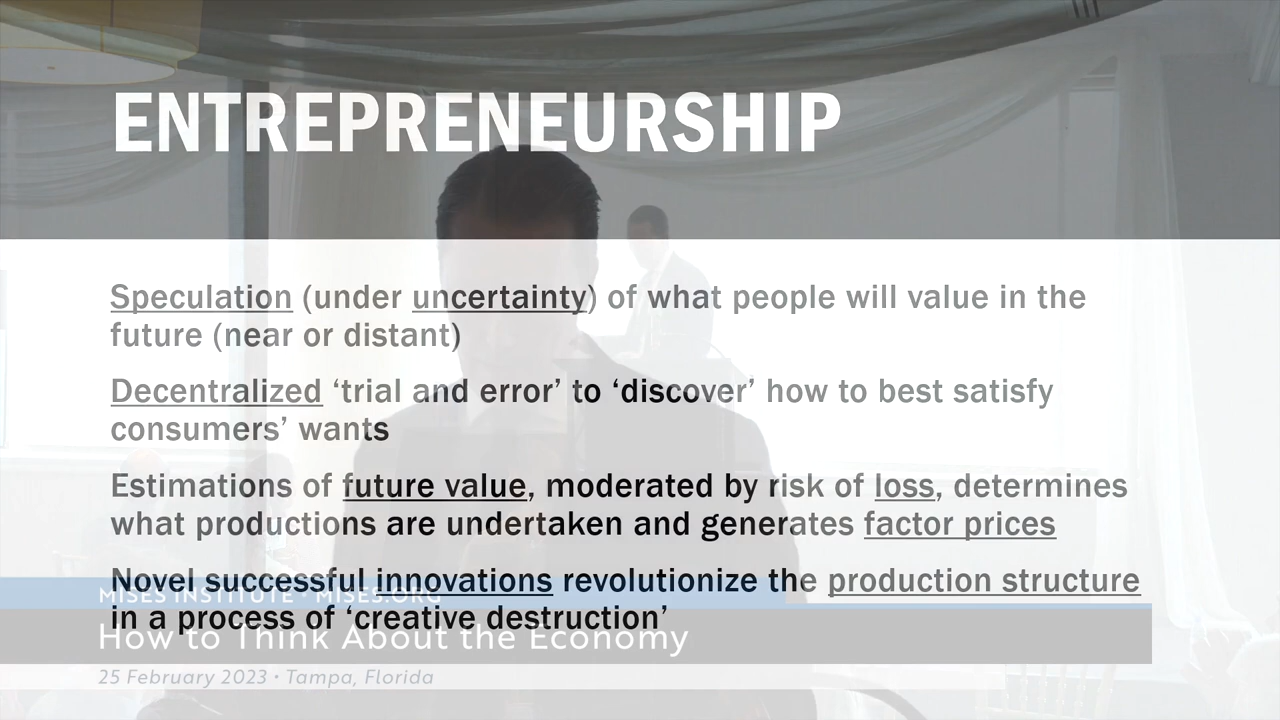 ENTREPRENEURSHIP
Speculation (under uncertainty) of what people will value in the
future (near or distant)
Decentralized ‘trial and error’ to ‘discover’ how to best satisfy
consumers’ wants
Estimations of future value, moderated by risk of loss, determines
what productions are undertaken and generates factor prices
Novel successful innovations revolutionize the production structure
MISES INSTITUTE • MISES.ORG
in a process of ‘creative destruction’
How to Think About the Economy
25 February 2023 • Tampa, Florida